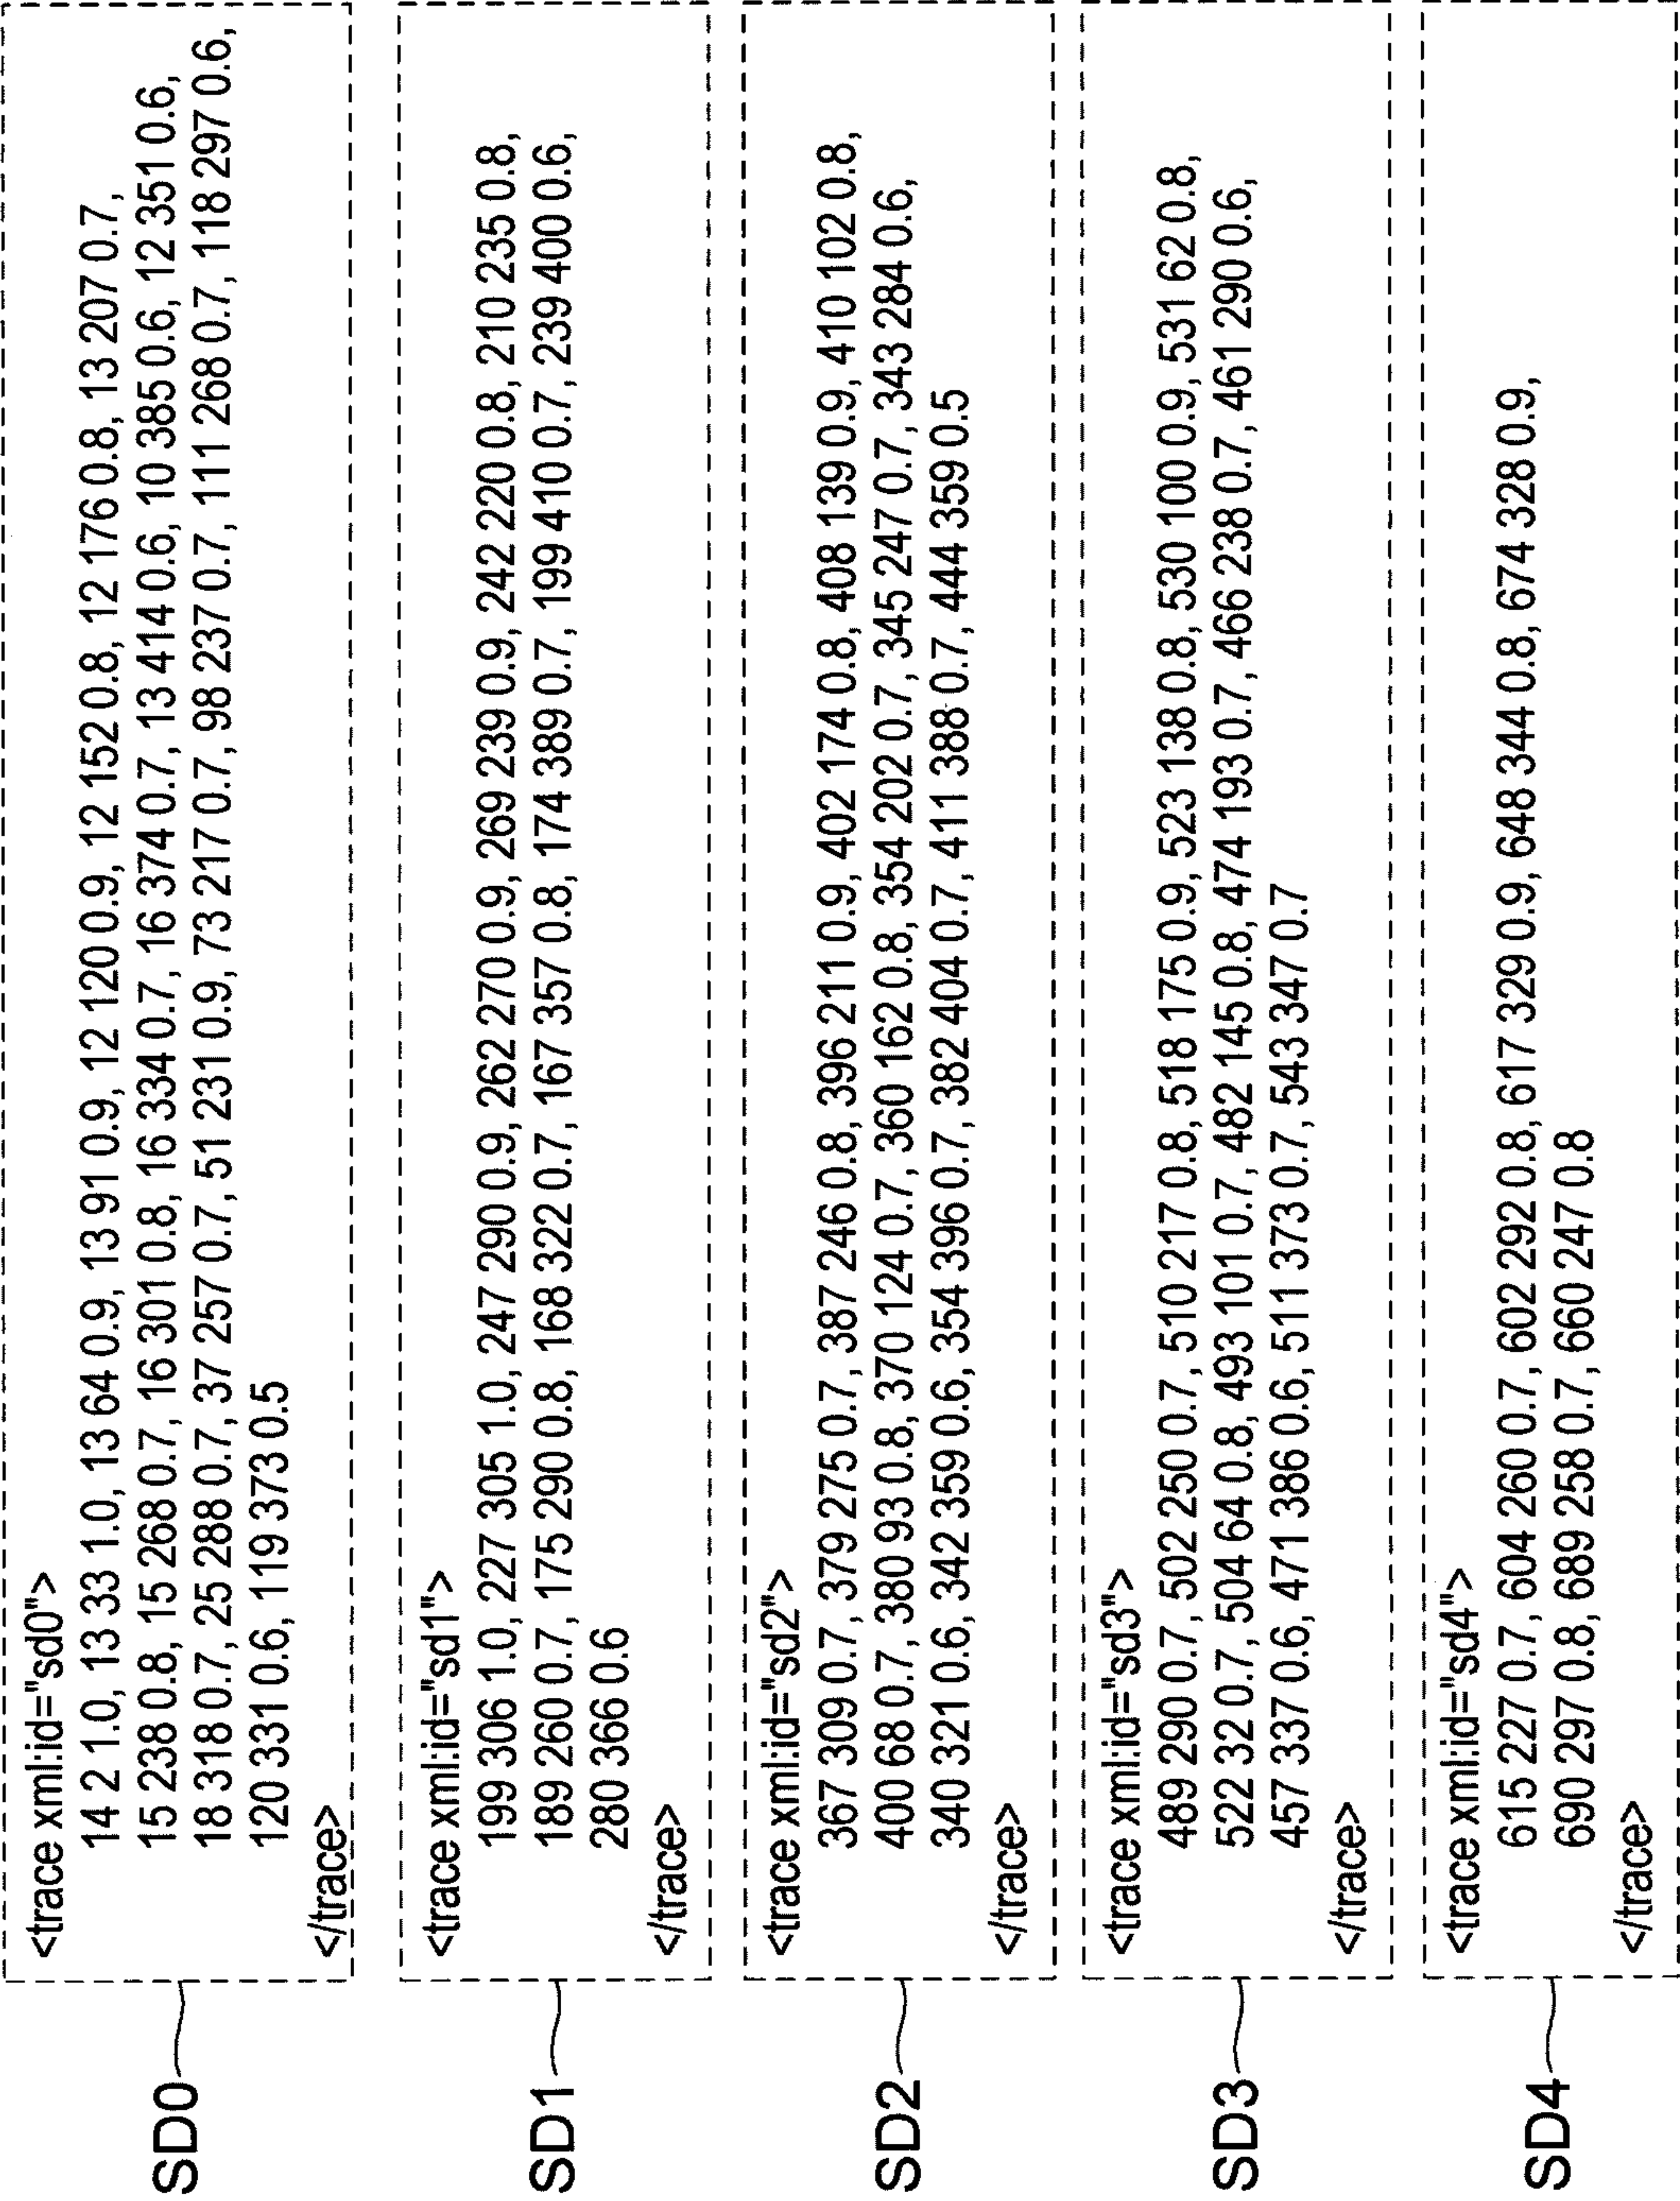 SD0
<trace xml:id="sd0">
14 2 1.0, 13 33 1.0, 13 64 0.9, 13 91 0.9, 12 120 0.9, 12 152 0.8, 12 176 0.8, 13 207 0.7,
15 238 0.8, 15 268 0.7, 16 301 0.8, 16 334 0.7, 16 374 0.7, 13 414 0.6, 10 385 0.6, 12 351 0.6,
18 318 0.7, 25 288 0.7, 37 257 0.7, 51 231 0.9, 73 217 0.7, 98 237 0.7, 111 268 0.7, 118 297 0.6,
120 331 0.6, 119 373 0.5
</trace>
SD1
<trace xml:id="sd1">
199 306 1.0, 227 305 1.0, 247 290 0.9, 262 270 0.9, 269 239 0.9, 242 220 0.8, 210 235 0.8,
189 260 0.7, 175 290 0.8, 168 322 0.7, 167 357 0.8, 174 389 0.7, 199 410 0.7, 239 400 0.6,
280 366 0.6
</trace>
SD2
<trace xml:id="sd2">
367 309 0.7, 379 275 0.7, 387 246 0.8, 396 211 0.9, 402 174 0.8, 408 139 0.9, 410 102 0.8,
400 68 0.7, 380 93 0.8, 370 124 0.7, 360 162 0.8, 354 202 0.7, 345 247 0.7, 343 284 0.6,
340 321 0.6, 342 359 0.6, 354 396 0.7, 382 404 0.7, 411 388 0.7, 444 359 0.5
</trace>
SD3
<trace xml:id="sd3">
489 290 0.7, 502 250 0.7, 510 217 0.8, 518 175 0.9, 523 138 0.8, 530 100 0.9, 531 62 0.8,
522 32 0.7, 504 64 0.8, 493 101 0.7, 482 145 0.8, 474 193 0.7, 466 238 0.7, 461 290 0.6,
457 337 0.6, 471 386 0.6, 511 373 0.7, 543 347 0.7
</trace>
SD4
<trace xml:id="sd4">
615 227 0.7, 604 260 0.7, 602 292 0.8, 617 329 0.9, 648 344 0.8, 674 328 0.9,
690 297 0.8, 689 258 0.7, 660 247 0.8
</trace>